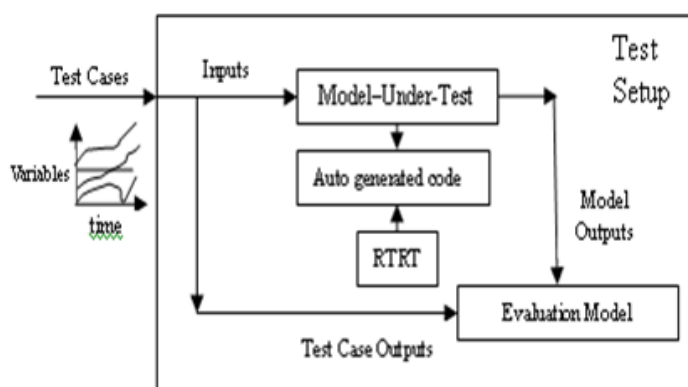 Test
Setup
Test Cases
Inputs
Model–Under-Test
Variables
time
Auto generated code
RTRT
Model
Outputs
Evaluation Model
Test Case Outputs